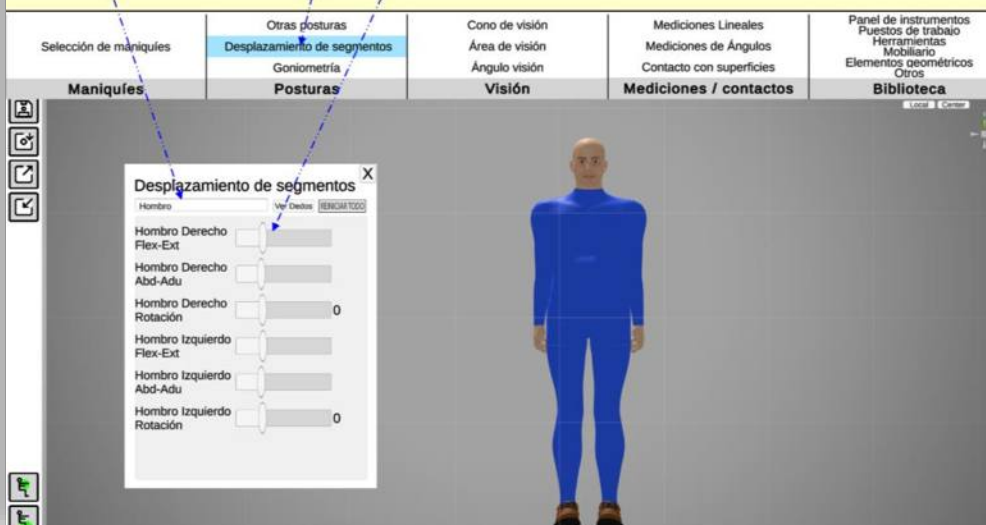 Selección de maniquíes
Maniquíes
Otras posturas
Desplazamiento de segmentos
Goniometría
Posturas
Cono de visión
Área de visión
Ángulo visión
Visión
Mediciones Lineales
Mediciones de Ángulos
Contacto con superficies
Mediciones / contactos
Panel de instrumentos
Puestos de trabajo
Herramientas
Mobiliario
Elementos geométricos
Otros
Biblioteca
Local Center
Desplazamiento de segmentos X
Hombro Ver Dedos REINICIAR TODO
Hombro Derecho
Flex-Ext
Hombro Derecho
Abd-Adu
Hombro Derecho
Rotación 0
Hombro Izquierdo
Flex-Ext
Hombro Izquierdo
Abd-Adu
Hombro Izquierdo
Rotación 0